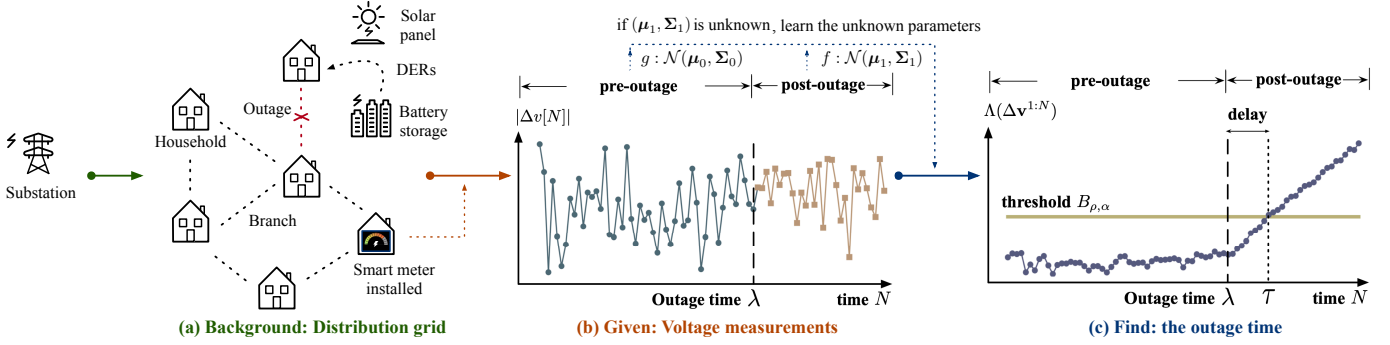 Substation
Solar
panel
DERs
Outage
Battery
storage
Household
Branch
Smart meter
installed
(a) Background: Distribution grid
if (μ₁, Σ₁) is unknown, learn the unknown parameters
g : 𝒩(μ₀, Σ₀)
f : 𝒩(μ₁, Σ₁)
pre-outage
post-outage
|Δv[N]|
Outage time λ
time N
(b) Given: Voltage measurements
pre-outage
post-outage
Λ(Δv¹:ᴺ)
delay
threshold B_{ρ,α}
Outage time λ
τ
time N
(c) Find: the outage time